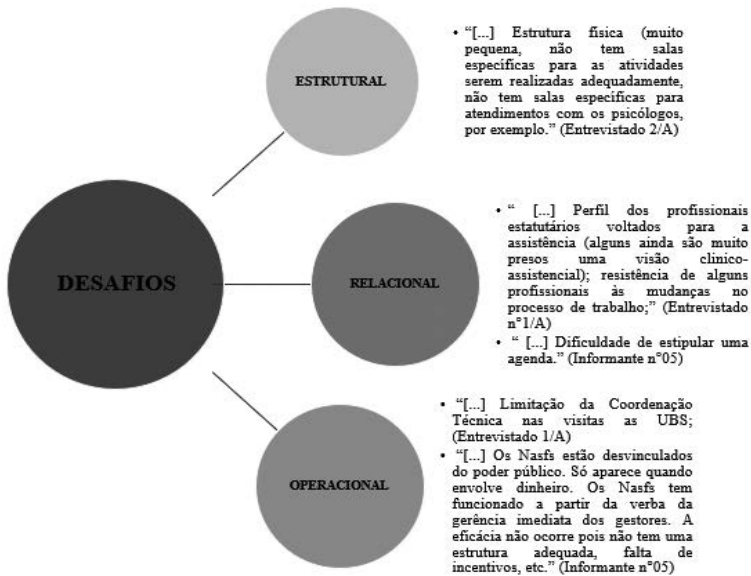 ESTRUTURAL
• “[...] Estrutura física (muito
pequena, não tem salas
especificas para as atividades
serem realizadas adequadamente,
não tem salas específicas para
atendimentos com os psicólogos,
por exemplo.” (Entrevistado 2/A)
DESAFIOS
RELACIONAL
• “ [...] Perfil dos profissionais
estatutários voltados para a
assistência (alguns ainda são muito
presos uma visão clinico-
assistencial); resistência de alguns
profissionais às mudanças no
processo de trabalho;” (Entrevistado
n°1/A)
• “ [...] Dificuldade de estipular uma
agenda.” (Informante n°05)
OPERACIONAL
• “[...] Limitação da Coordenação
Técnica nas visitas as UBS;
(Entrevistado 1/A)
• “[...] Os Nasfs estão desvinculados
do poder público. Só aparece quando
envolve dinheiro. Os Nasfs tem
funcionado a partir da verba da
gerência imediata dos gestores. A
eficácia não ocorre pois não tem uma
estrutura adequada, falta de
incentivos, etc.” (Informante n°05)